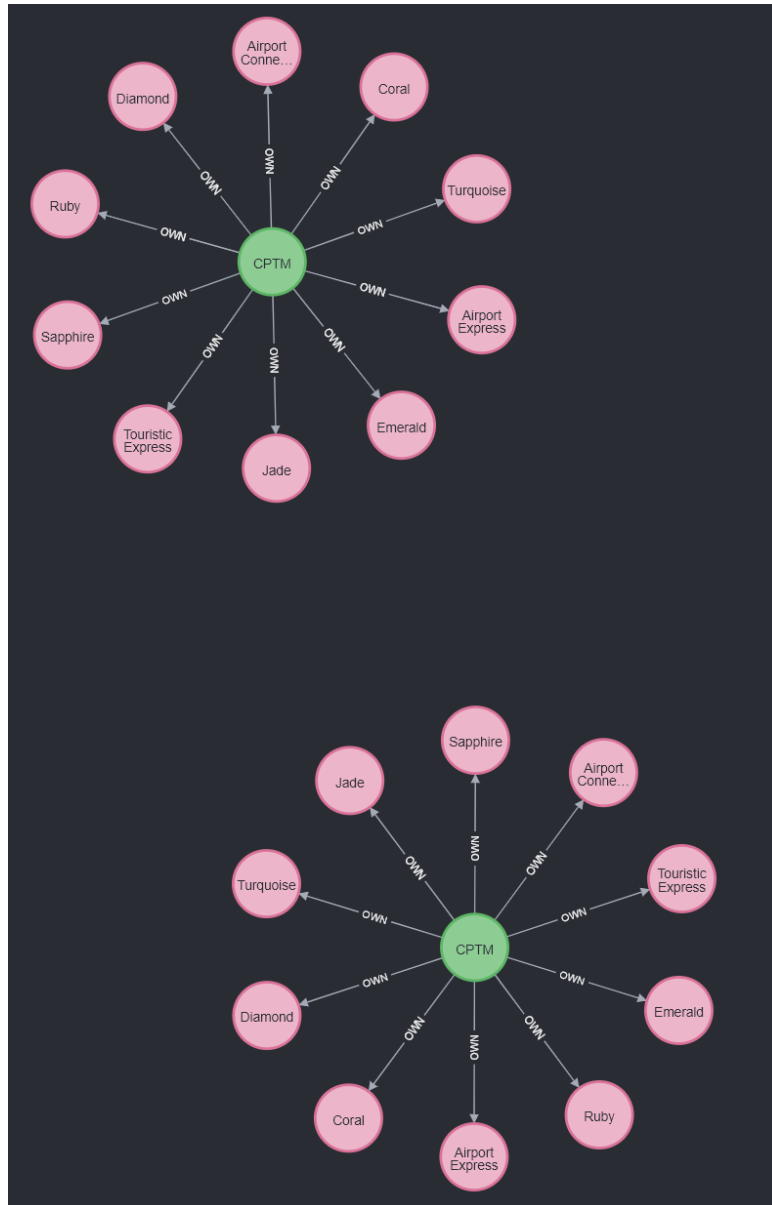 Airport
Conne...
Coral
Diamond
OWN
OWN
OWN
Turquoise
Ruby
OWN
OWN
CPTM
OWN
OWN
Airport
Express
Sapphire
OWN
OWN
OWN
Touristic
Express
Emerald
Jade
Sapphire
Airport
Conne...
Jade
OWN
OWN
OWN
Touristic
Express
Turquoise
OWN
OWN
CPTM
OWN
OWN
Diamond
Emerald
OWN
OWN
OWN
Coral
Ruby
Airport
Express